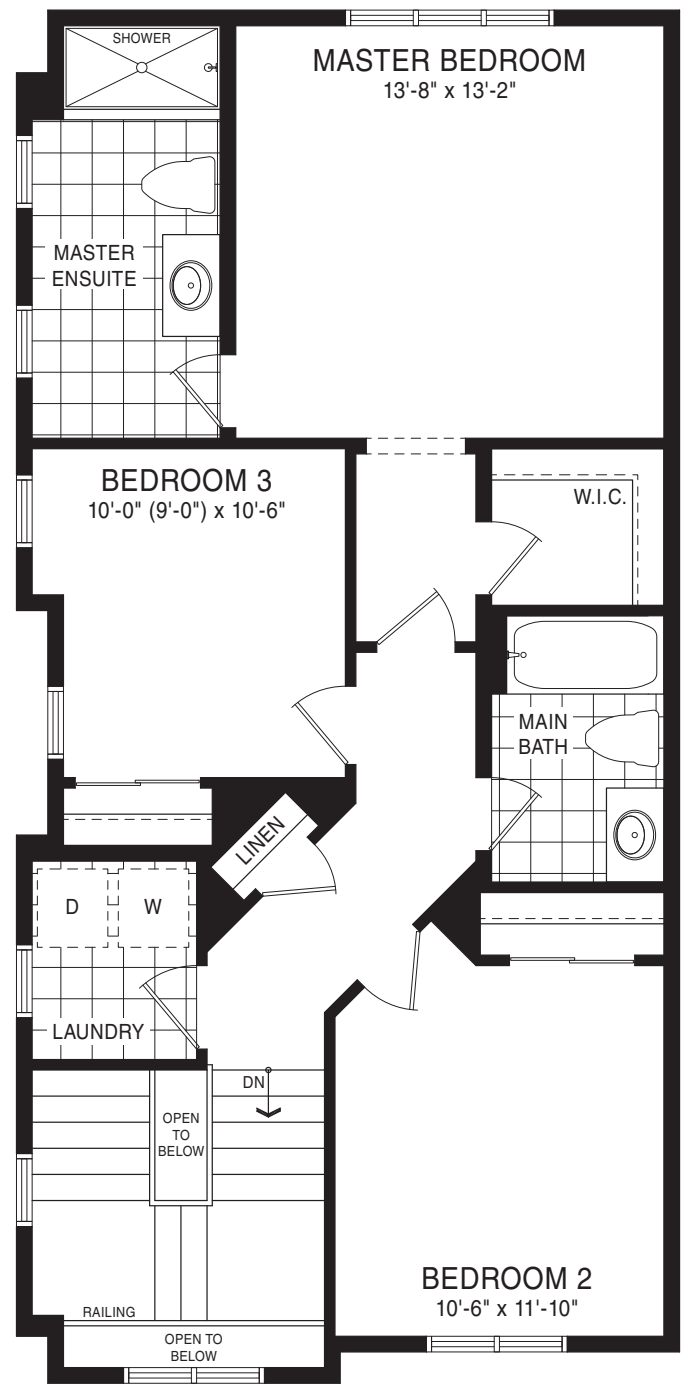 SHOWER
MASTER BEDROOM
13'-8" x 13'-2"
MASTER
ENSUITE
BEDROOM 3
10'-0" (9'-0") x 10'-6"
W.I.C.
MAIN
BATH
LINEN
D
W
LAUNDRY
DN
OPEN
TO
BELOW
BEDROOM 2
10'-6" x 11'-10"
RAILING
OPEN TO
BELOW